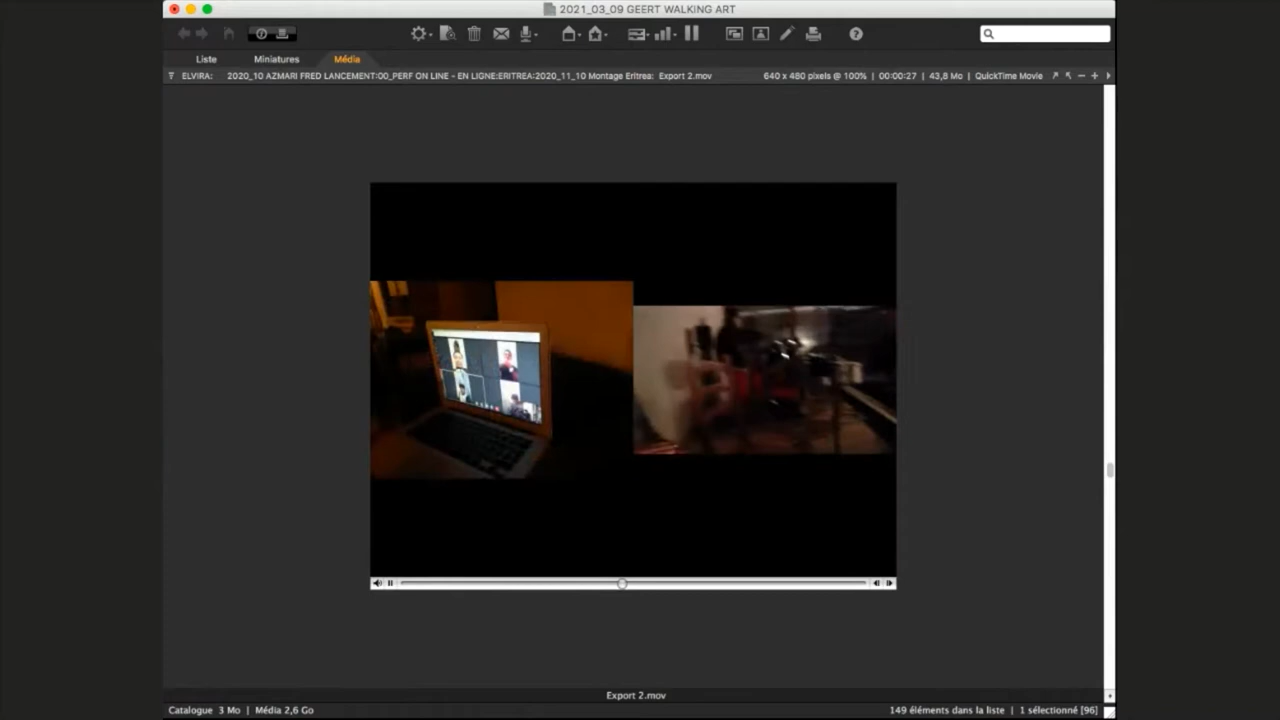 2021_03_09 GEERT WALKING ART
Liste Miniatures Média
ELVIRA: 2020_10 AZMARI FRED LANCEMENT:00_PERF ON LINE - EN LIGNE:ERITREA:2020_11_10 Montage Eritrea: Export 2.mov 640 x 480 pixels @ 100% | 00:00:27 | 43,8 Mo | QuickTime Movie
Export 2.mov
Catalogue 3 Mo | Média 2,6 Go 149 éléments dans la liste | 1 sélectionné [96]